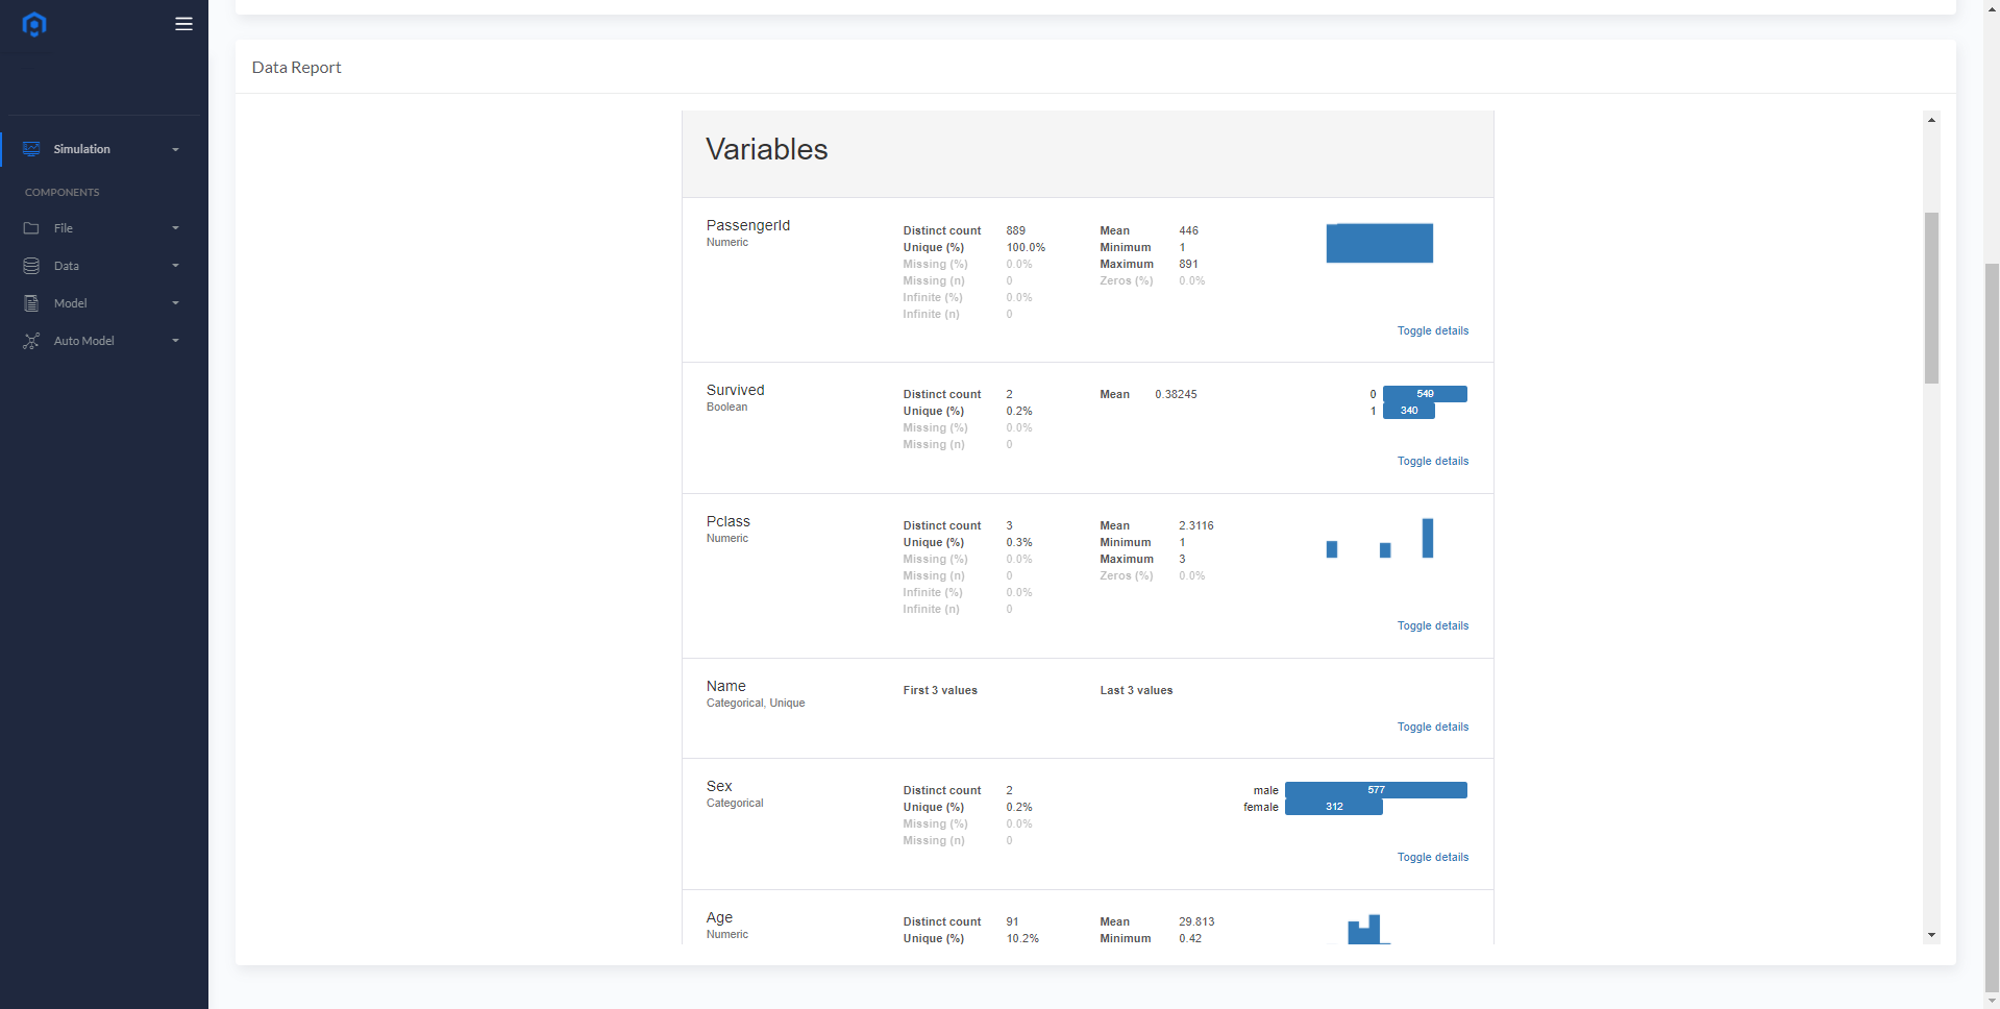 Data Report
Simulation
COMPONENTS
File
Data
Model
Auto Model
Variables
PassengerId
Numeric
Distinct count 889
Unique (%) 100.0%
Missing (%) 0.0%
Missing (n) 0
Infinite (%) 0.0%
Infinite (n) 0
Mean 446
Minimum 1
Maximum 891
Zeros (%) 0.0%
Toggle details
Survived
Boolean
Distinct count 2
Unique (%) 0.2%
Missing (%) 0.0%
Missing (n) 0
Mean 0.38245
0 549
1 340
Toggle details
Pclass
Numeric
Distinct count 3
Unique (%) 0.3%
Missing (%) 0.0%
Missing (n) 0
Infinite (%) 0.0%
Infinite (n) 0
Mean 2.3116
Minimum 1
Maximum 3
Zeros (%) 0.0%
Toggle details
Name
Categorical, Unique
First 3 values
Last 3 values
Toggle details
Sex
Categorical
Distinct count 2
Unique (%) 0.2%
Missing (%) 0.0%
Missing (n) 0
male 577
female 312
Toggle details
Age
Numeric
Distinct count 91
Unique (%) 10.2%
Mean 29.813
Minimum 0.42